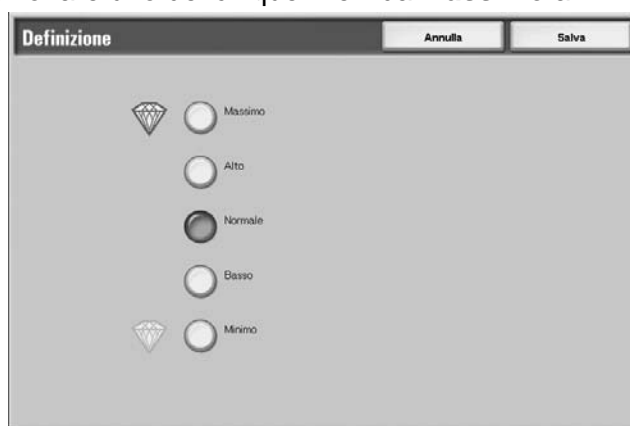 Definizione Annulla Salva
Massimo
Alto
Normale
Basso
Minimo